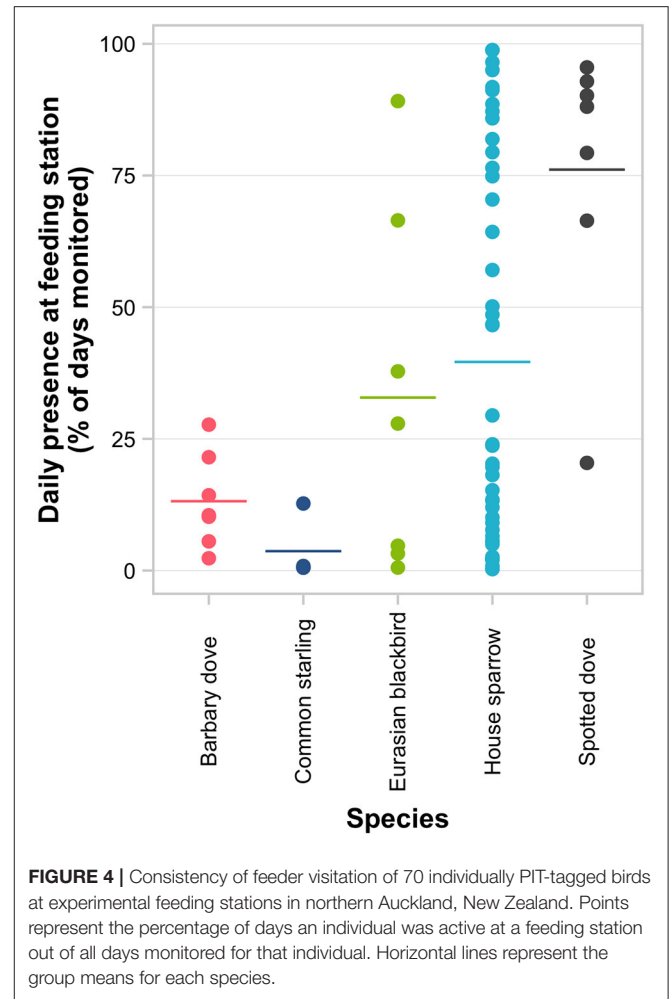 100
75
50
25
0
Daily presence at feeding station
(% of days monitored)
Barbary dove
Common starling
Eurasian blackbird
House sparrow
Spotted dove
Species
FIGURE 4 | Consistency of feeder visitation of 70 individually PIT-tagged birds
at experimental feeding stations in northern Auckland, New Zealand. Points
represent the percentage of days an individual was active at a feeding station
out of all days monitored for that individual. Horizontal lines represent the
group means for each species.